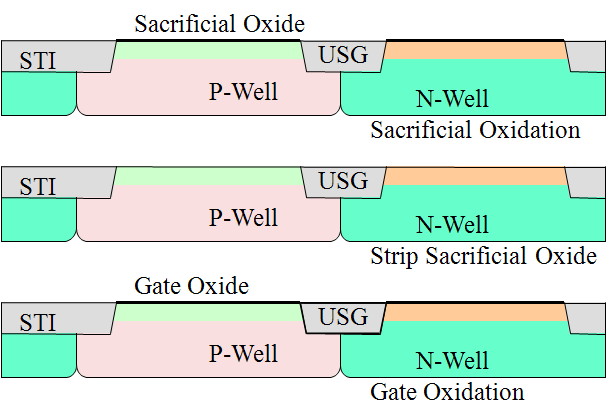 Sacrificial Oxide
STI
USG
P-Well
N-Well
Sacrificial Oxidation
STI
USG
P-Well
N-Well
Strip Sacrificial Oxide
Gate Oxide
STI
USG
P-Well
N-Well
Gate Oxidation